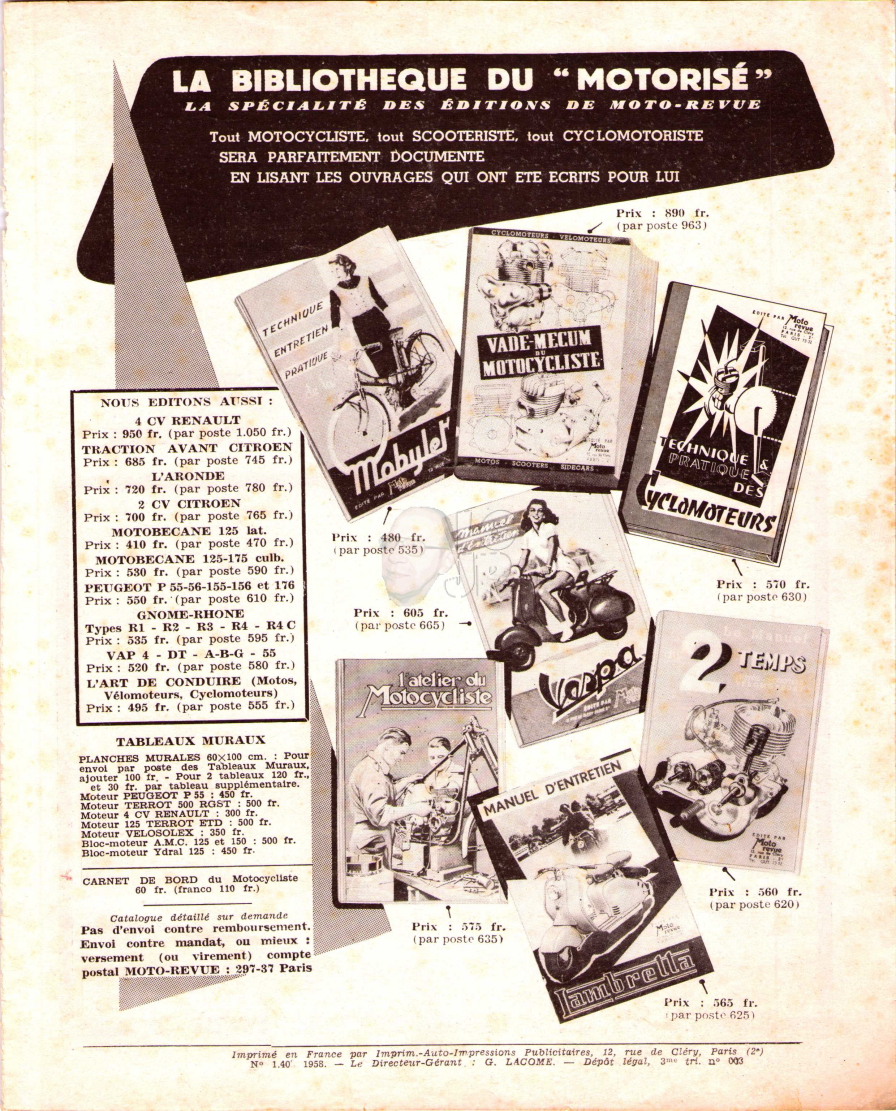 LA BIBLIOTHEQUE DU “ MOTORISÉ ”
LA SPÉCIALITÉ DES ÉDITIONS DE MOTO-REVUE
Tout MOTOCYCLISTE, tout SCOOTERISTE, tout CYCLOMOTORISTE
SERA PARFAITEMENT DOCUMENTE
EN LISANT LES OUVRAGES QUI ONT ETE ECRITS POUR LUI
Prix : 890 fr.
(par poste 963)
TECHNIQUE
ENTRETIEN
PRATIQUE
Mobylette
EDITÉ PAR Moto revue
CYCLOMOTEURS - VELOMOTEURS
VADE-MECUM
DU
MOTOCYCLISTE
MOTOS - SCOOTERS - SIDECARS
EDITÉ PAR
Moto
revue
TECHNIQUE &
PRATIQUE
DES
CYCLOMOTEURS
NOUS EDITONS AUSSI :
4 CV RENAULT
Prix : 950 fr. (par poste 1.050 fr.)
TRACTION AVANT CITROEN
Prix : 685 fr. (par poste 745 fr.)
L'ARONDE
Prix : 720 fr. (par poste 780 fr.)
2 CV CITROEN
Prix : 700 fr. (par poste 765 fr.)
MOTOBECANE 125 lat.
Prix : 410 fr. (par poste 470 fr.)
MOTOBECANE 125-175 culb.
Prix : 530 fr. (par poste 590 fr.)
PEUGEOT P 55-56-155-156 et 176
Prix : 550 fr. (par poste 610 fr.)
GNOME-RHONE
Types R1 - R2 - R3 - R4 - R4 C
Prix : 535 fr. (par poste 595 fr.)
VAP 4 - DT - A-B-G - 55
Prix : 520 fr. (par poste 580 fr.)
L'ART DE CONDUIRE (Motos,
Vélomoteurs, Cyclomoteurs)
Prix : 495 fr. (par poste 555 fr.)
Prix : 480 fr.
(par poste 535)
Prix : 570 fr.
(par poste 630)
Prix : 605 fr.
(par poste 665)
Manuel
d'Entretien
Vespa
EDITÉ PAR
l'atelier du
Motocycliste
Le Manuel
2 TEMPS
EDITÉ PAR
Moto
revue
TABLEAUX MURAUX
PLANCHES MURALES 60×100 cm. : Pour
envoi par poste des Tableaux Muraux,
ajouter 100 fr. - Pour 2 tableaux 120 fr.,
et 30 fr. par tableau supplémentaire.
Moteur PEUGEOT P 55 : 450 fr.
Moteur TERROT 500 RGST : 500 fr.
Moteur 4 CV RENAULT : 300 fr.
Moteur 125 TERROT ETD : 500 fr.
Moteur VELOSOLEX : 350 fr.
Bloc-moteur A.M.C. 125 et 150 : 500 fr.
Bloc-moteur Ydral 125 : 450 fr.
MANUEL D'ENTRETIEN
Lambretta
CARNET DE BORD du Motocycliste
60 fr. (franco 110 fr.)
Catalogue détaillé sur demande
Pas d'envoi contre remboursement.
Envoi contre mandat, ou mieux :
versement (ou virement) compte
postal MOTO-REVUE : 297-37 Paris
Prix : 575 fr.
(par poste 635)
Prix : 560 fr.
(par poste 620)
Prix : 565 fr.
(par poste 625)
Imprimé en France par Imprim.-Auto-Impressions Publicitaires, 12, rue de Cléry, Paris (2ᵉ)
N° 1.40 1958. — Le Directeur-Gérant : G. LACOME. — Dépôt légal, 3ᵐᵉ tri. n° 003